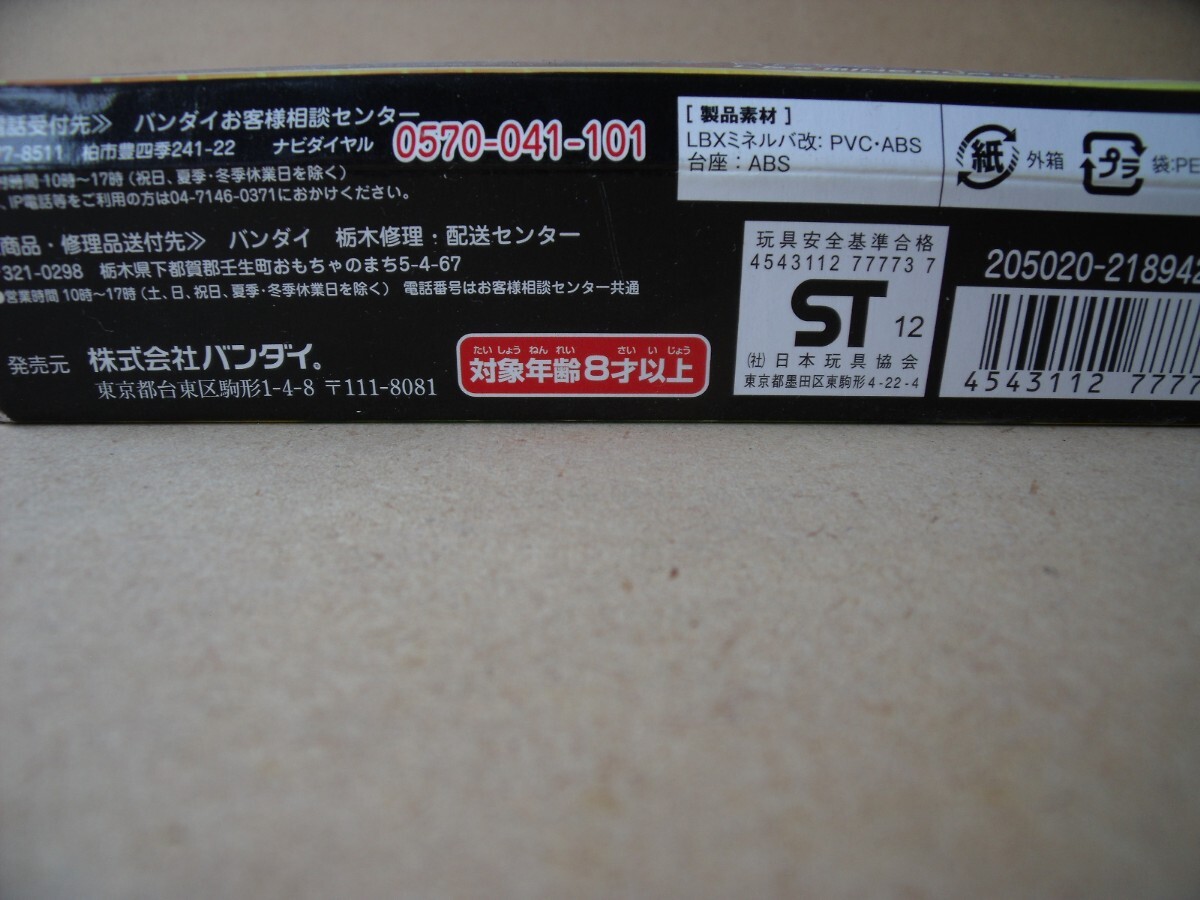 話受付先≫ バンダイお客様相談センター
77-8511 柏市豊四季241-22 ナビダイヤル 0570-041-101
付時間 10時〜17時(祝日、夏季・冬季休業日を除く)
、IP電話等をご利用の方は04-7146-0371におかけください。
商品・修理品送付先≫ バンダイ 栃木修理・配送センター
321-0298 栃木県下都賀郡壬生町おもちゃのまち5-4-67
●営業時間 10時〜17時(土、日、祝日、夏季・冬季休業日を除く) 電話番号はお客様相談センター共通
発売元 株式会社バンダイ。
東京都台東区駒形1-4-8 〒111-8081
たいしょうねんれい さいいじょう
対象年齢8才以上
[ 製品素材 ]
LBXミネルバ改: PVC・ABS
台座: ABS
紙 外箱 プラ 袋:PE
玩具安全基準合格
4543112 77773 7
ST 12
(社) 日本玩具協会
東京都墨田区東駒形4-22-4
205020-218942
4543112 7777